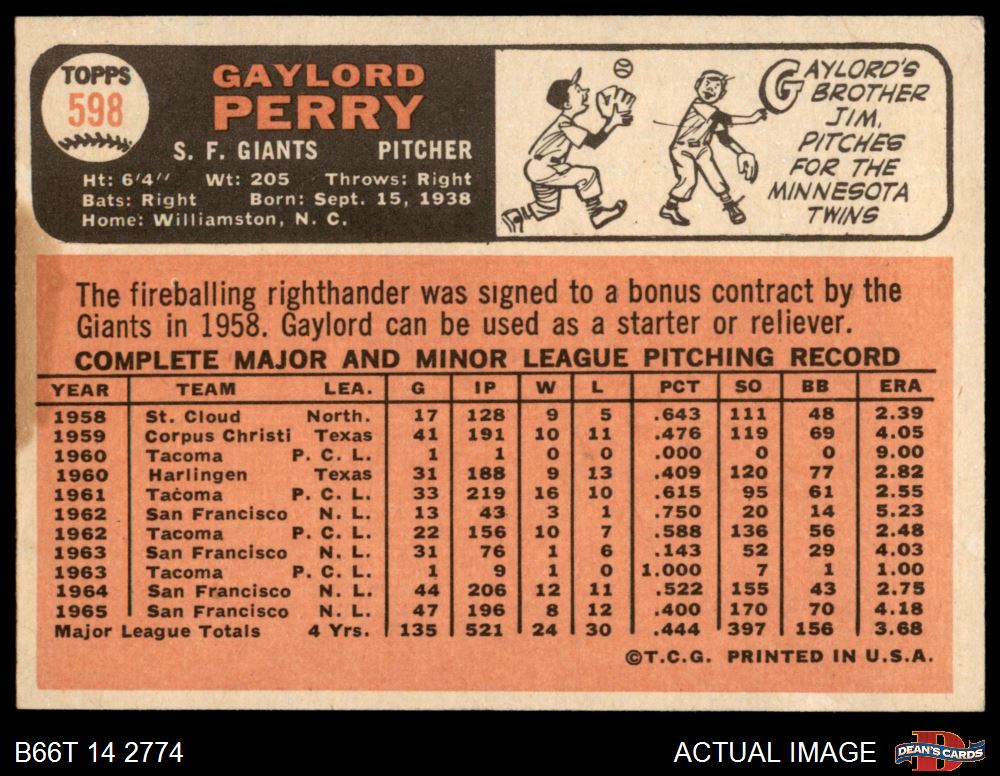 TOPPS
598
GAYLORD
PERRY
S. F. GIANTS PITCHER
Ht: 6'4" Wt: 205 Throws: Right
Bats: Right Born: Sept. 15, 1938
Home: Williamston, N. C.
GAYLORD'S
BROTHER
JIM,
PITCHES
FOR THE
MINNESOTA
TWINS
The fireballing righthander was signed to a bonus contract by the
Giants in 1958. Gaylord can be used as a starter or reliever.
COMPLETE MAJOR AND MINOR LEAGUE PITCHING RECORD
YEAR TEAM LEA. G IP W L PCT SO BB ERA
1958 St. Cloud North. 17 128 9 5 .643 111 48 2.39
1959 Corpus Christi Texas 41 191 10 11 .476 119 69 4.05
1960 Tacoma P. C. L. 1 1 0 0 .000 0 0 9.00
1960 Harlingen Texas 31 188 9 13 .409 120 77 2.82
1961 Tacoma P. C. L. 33 219 16 10 .615 95 61 2.55
1962 San Francisco N. L. 13 43 3 1 .750 20 14 5.23
1962 Tacoma P. C. L. 22 156 10 7 .588 136 56 2.48
1963 San Francisco N. L. 31 76 1 6 .143 52 29 4.03
1963 Tacoma P. C. L. 1 9 1 0 1.000 7 1 1.00
1964 San Francisco N. L. 44 206 12 11 .522 155 43 2.75
1965 San Francisco N. L. 47 196 8 12 .400 170 70 4.18
Major League Totals 4 Yrs. 135 521 24 30 .444 397 156 3.68
©T.C.G. PRINTED IN U.S.A.
B66T 14 2774 ACTUAL IMAGE DEAN'S CARDS